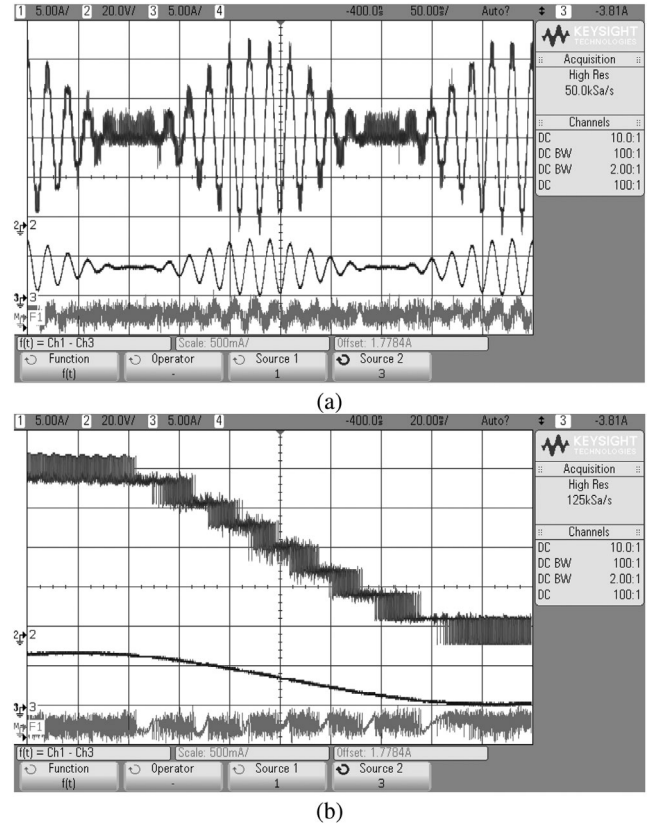 1 5.00A/ 2 20.0V/ 3 5.00A/ 4 -400.0s 50.00s/ Auto? 3 -3.81A
KEYSIGHT
TECHNOLOGIES
Acquisition
High Res
50.0kSa/s
Channels
DC 10.0:1
DC BW 100:1
DC BW 2.00:1
DC 100:1
2
3
F1
f(t) = Ch1 - Ch3 Scale: 500mA/ Offset: 1.7784A
Function Operator Source 1 Source 2
f(t) - 1 3
(a)
1 5.00A/ 2 20.0V/ 3 5.00A/ 4 -400.0s 20.00s/ Auto? 3 -3.81A
KEYSIGHT
TECHNOLOGIES
Acquisition
High Res
125kSa/s
Channels
DC 10.0:1
DC BW 100:1
DC BW 2.00:1
DC 100:1
2
3
F1
f(t) = Ch1 - Ch3 Scale: 500mA/ Offset: 1.7784A
Function Operator Source 1 Source 2
f(t) - 1 3
(b)